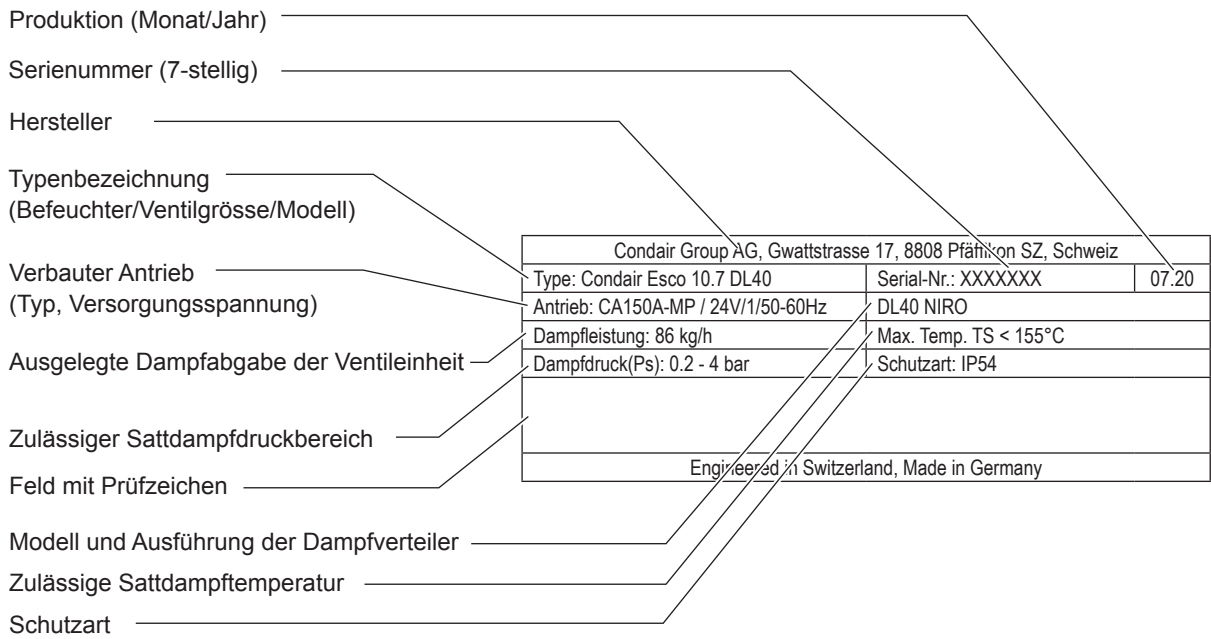 Produktion (Monat/Jahr)
Serienummer (7-stellig)
Hersteller
Typenbezeichnung
(Befeuchter/Ventilgrösse/Modell)
Verbauter Antrieb
(Typ, Versorgungsspannung)
Ausgelegte Dampfabgabe der Ventileinheit
Zulässiger Sattdampfdruckbereich
Feld mit Prüfzeichen
Modell und Ausführung der Dampfverteiler
Zulässige Sattdampftemperatur
Schutzart
Condair Group AG, Gwattstrasse 17, 8808 Pfäffikon SZ, Schweiz
Type: Condair Esco 10.7 DL40 Serial-Nr.: XXXXXXX 07.20
Antrieb: CA150A-MP / 24V/1/50-60Hz DL40 NIRO
Dampfleistung: 86 kg/h Max. Temp. TS < 155°C
Dampfdruck(Ps): 0.2 - 4 bar Schutzart: IP54
Engineered in Switzerland, Made in Germany